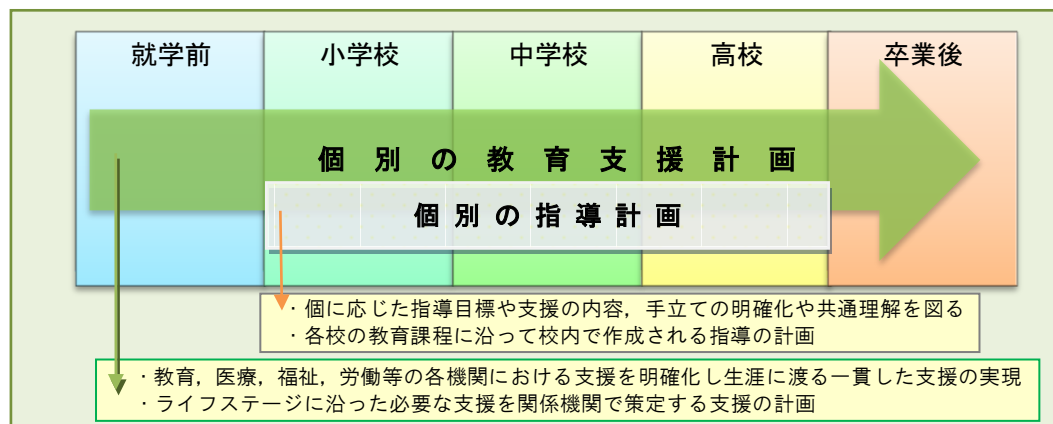 就学前 小学校 中学校 高校 卒業後
個別の教育支援計画
個別の指導計画
・個に応じた指導目標や支援の内容，手立ての明確化や共通理解を図る
・各校の教育課程に沿って校内で作成される指導の計画
・教育，医療，福祉，労働等の各機関における支援を明確化し生涯に渡る一貫した支援の実現
・ライフステージに沿った必要な支援を関係機関で策定する支援の計画